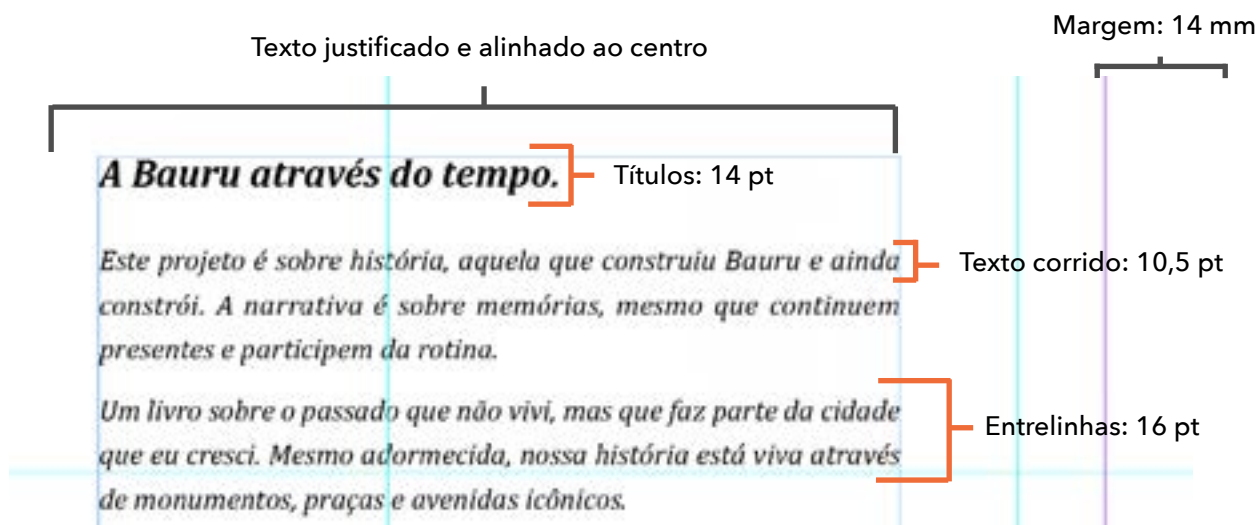 Margem: 14 mm
Texto justificado e alinhado ao centro
A Bauru através do tempo.
Títulos: 14 pt
Este projeto é sobre história, aquela que construiu Bauru e ainda
Texto corrido: 10,5 pt
constrói. A narrativa é sobre memórias, mesmo que continuem
presentes e participem da rotina.
Um livro sobre o passado que não vivi, mas que faz parte da cidade
Entrelinhas: 16 pt
que eu cresci. Mesmo adormecida, nossa história está viva através
de monumentos, praças e avenidas icônicos.